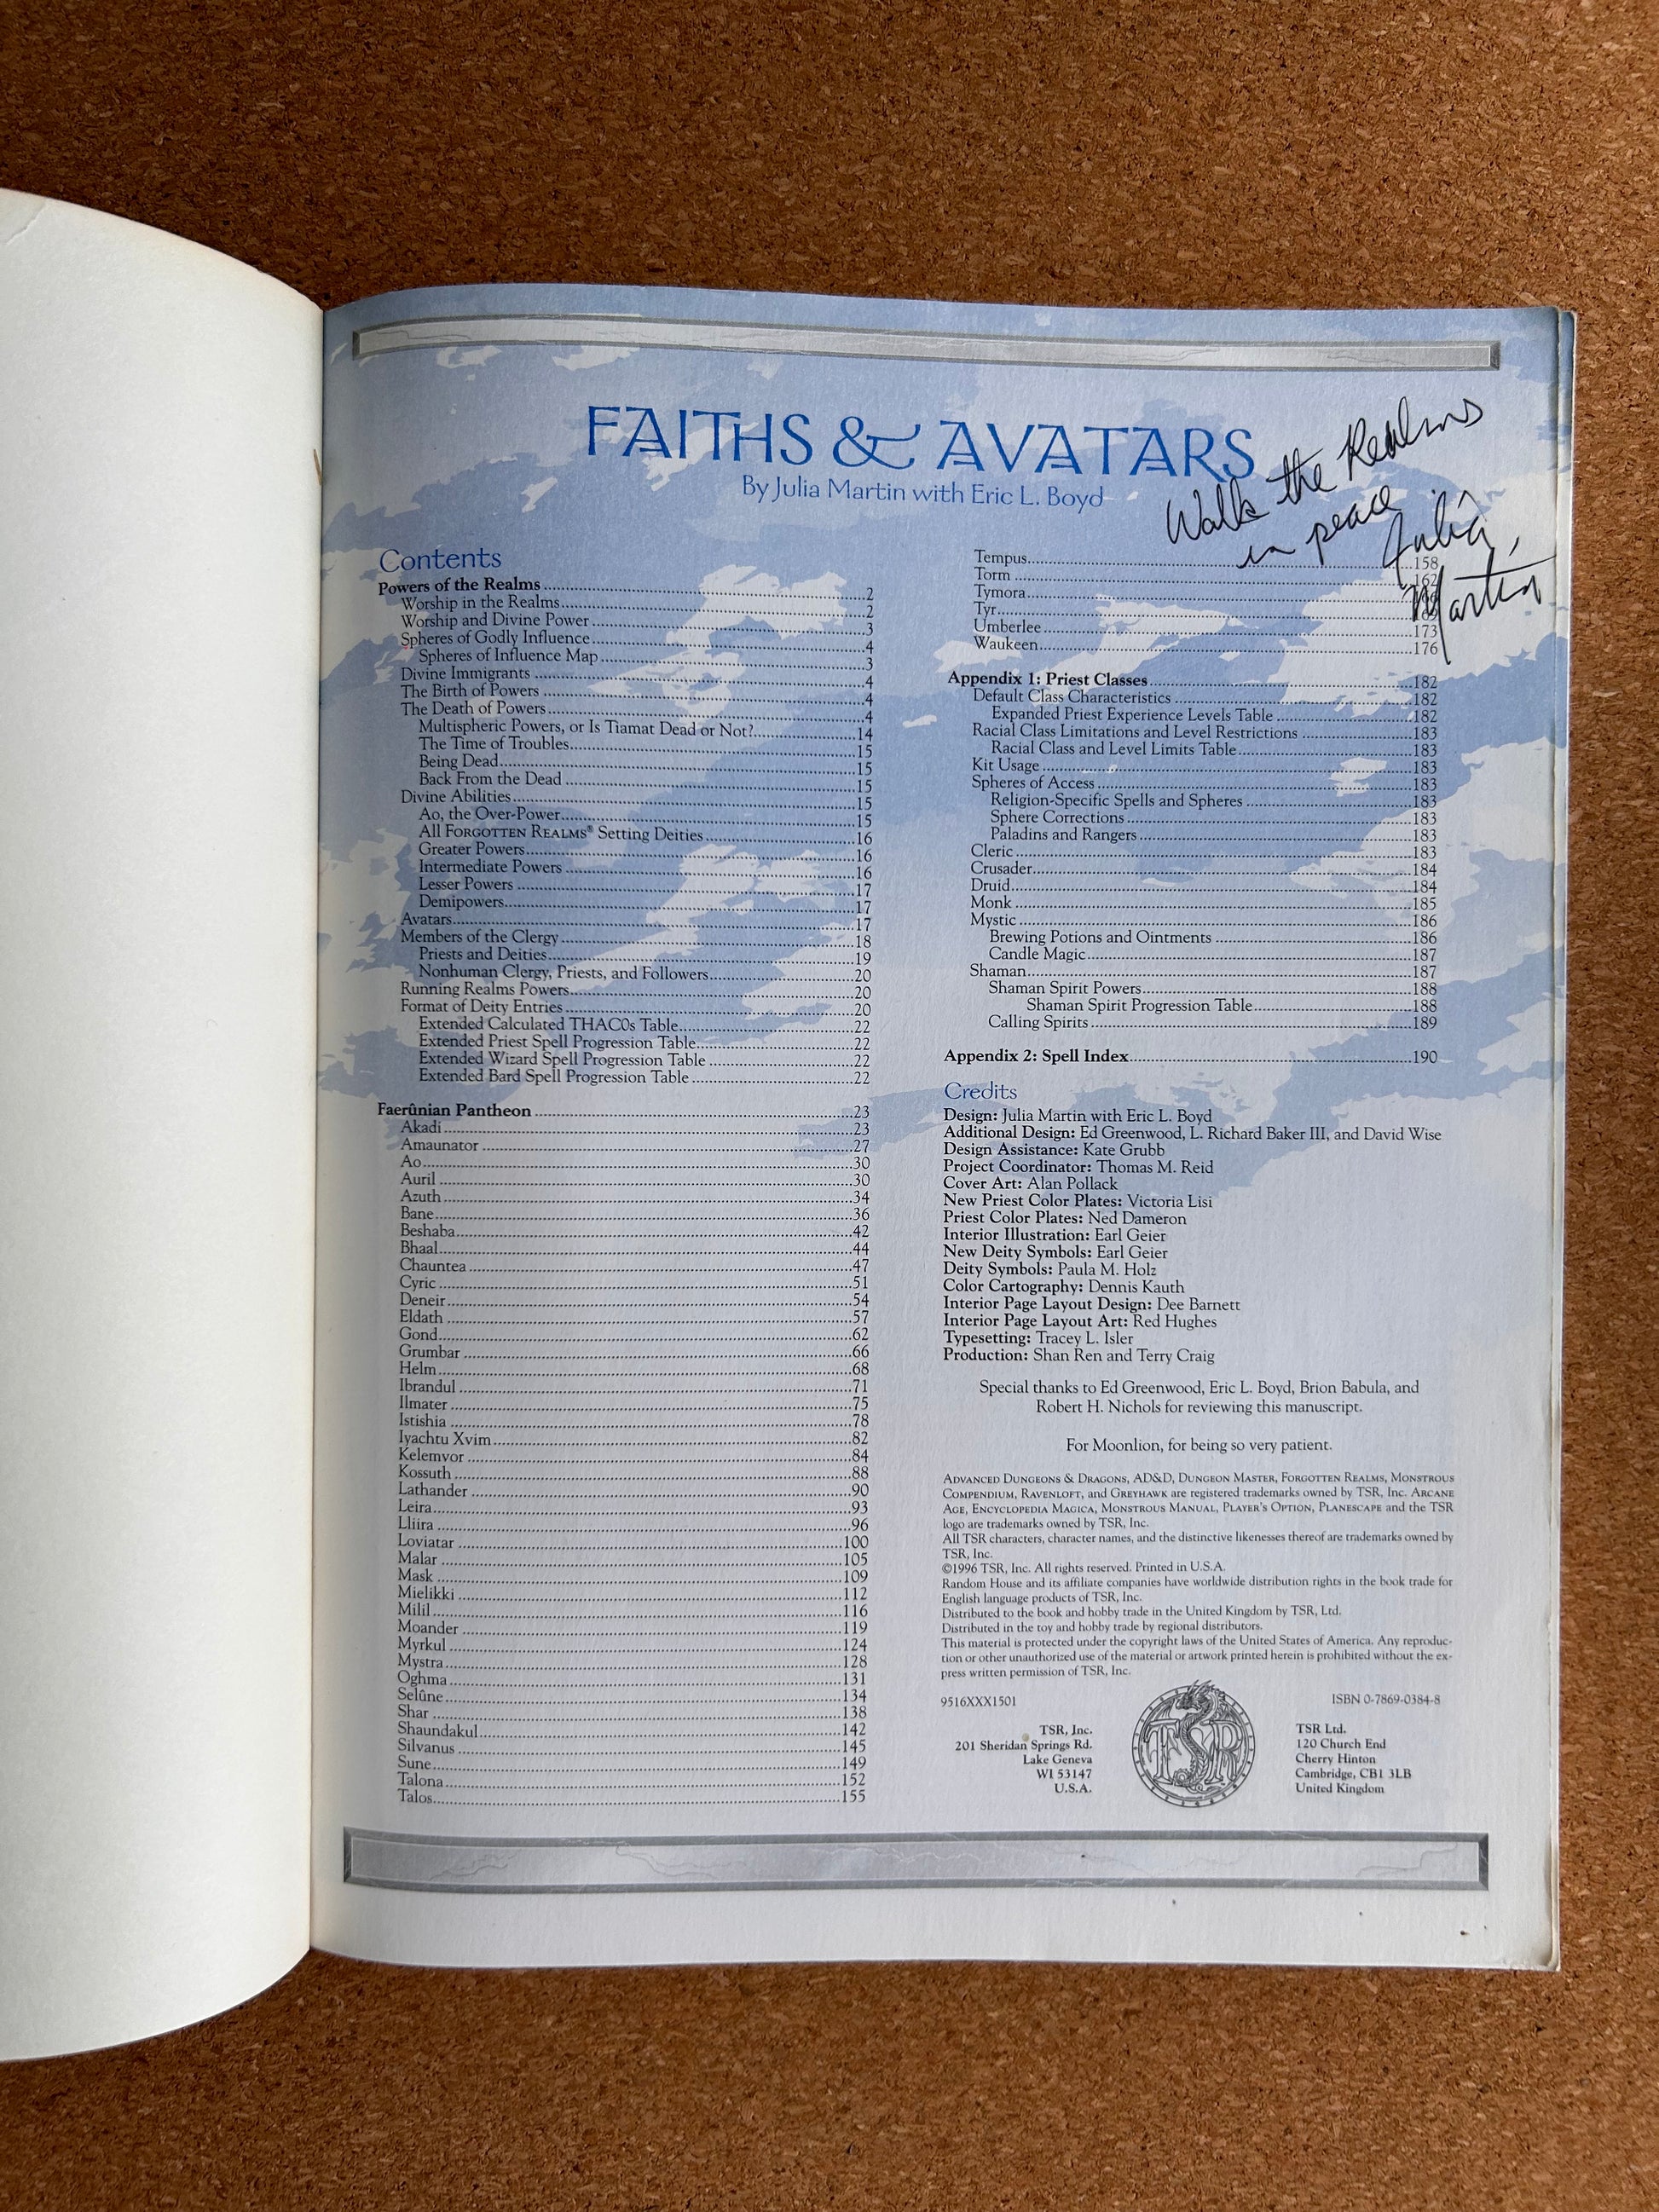 FAITHS & AVATARS
By Julia Martin with Eric L. Boyd
Walk the Realms
in peace
Julia
Martin
Contents
Powers of the Realms 2
Worship in the Realms 2
Worship and Divine Power 3
Spheres of Godly Influence 4
Spheres of Influence Map 3
Divine Immigrants 4
The Birth of Powers 4
The Death of Powers 4
Multispheric Powers, or Is Tiamat Dead or Not? 14
The Time of Troubles 15
Being Dead 15
Back From the Dead 15
Divine Abilities 15
Ao, the Over-Power 15
All FORGOTTEN REALMS® Setting Deities 16
Greater Powers 16
Intermediate Powers 16
Lesser Powers 17
Demipowers 17
Avatars 17
Members of the Clergy 18
Priests and Deities 19
Nonhuman Clergy, Priests, and Followers 20
Running Realms Powers 20
Format of Deity Entries 20
Extended Calculated THAC0s Table 22
Extended Priest Spell Progression Table 22
Extended Wizard Spell Progression Table 22
Extended Bard Spell Progression Table 22
Faerûnian Pantheon 23
Akadi 23
Amaunator 27
Ao 30
Auril 30
Azuth 34
Bane 36
Beshaba 42
Bhaal 44
Chauntea 47
Cyric 51
Deneir 54
Eldath 57
Gond 62
Grumbar 66
Helm 68
Ibrandul 71
Ilmater 75
Istishia 78
Iyachtu Xvim 82
Kelemvor 84
Kossuth 88
Lathander 90
Leira 93
Lliira 96
Loviatar 100
Malar 105
Mask 109
Mielikki 112
Milil 116
Moander 119
Myrkul 124
Mystra 128
Oghma 131
Selûne 134
Shar 138
Shaundakul 142
Silvanus 145
Sune 149
Talona 152
Talos 155
Tempus 158
Torm 162
Tymora
Tyr 169
Umberlee 173
Waukeen 176
Appendix 1: Priest Classes 182
Default Class Characteristics 182
Expanded Priest Experience Levels Table 182
Racial Class Limitations and Level Restrictions 183
Racial Class and Level Limits Table 183
Kit Usage 183
Spheres of Access 183
Religion-Specific Spells and Spheres 183
Sphere Corrections 183
Paladins and Rangers 183
Cleric 183
Crusader 184
Druid 184
Monk 185
Mystic 186
Brewing Potions and Ointments 186
Candle Magic 187
Shaman 187
Shaman Spirit Powers 188
Shaman Spirit Progression Table 188
Calling Spirits 189
Appendix 2: Spell Index 190
Credits
Design: Julia Martin with Eric L. Boyd
Additional Design: Ed Greenwood, L. Richard Baker III, and David Wise
Design Assistance: Kate Grubb
Project Coordinator: Thomas M. Reid
Cover Art: Alan Pollack
New Priest Color Plates: Victoria Lisi
Priest Color Plates: Ned Dameron
Interior Illustration: Earl Geier
New Deity Symbols: Earl Geier
Deity Symbols: Paula M. Holz
Color Cartography: Dennis Kauth
Interior Page Layout Design: Dee Barnett
Interior Page Layout Art: Red Hughes
Typesetting: Tracey L. Isler
Production: Shan Ren and Terry Craig
Special thanks to Ed Greenwood, Eric L. Boyd, Brion Babula, and
Robert H. Nichols for reviewing this manuscript.
For Moonlion, for being so very patient.
ADVANCED DUNGEONS & DRAGONS, AD&D, DUNGEON MASTER, FORGOTTEN REALMS, MONSTROUS
COMPENDIUM, RAVENLOFT, and GREYHAWK are registered trademarks owned by TSR, Inc. ARCANE
AGE, ENCYCLOPEDIA MAGICA, MONSTROUS MANUAL, PLAYER'S OPTION, PLANESCAPE and the TSR
logo are trademarks owned by TSR, Inc.
All TSR characters, character names, and the distinctive likenesses thereof are trademarks owned by
TSR, Inc.
©1996 TSR, Inc. All rights reserved. Printed in U.S.A.
Random House and its affiliate companies have worldwide distribution rights in the book trade for
English language products of TSR, Inc.
Distributed to the book and hobby trade in the United Kingdom by TSR, Ltd.
Distributed in the toy and hobby trade by regional distributors.
This material is protected under the copyright laws of the United States of America. Any reproduc-
tion or other unauthorized use of the material or artwork printed herein is prohibited without the ex-
press written permission of TSR, Inc.
9516XXX1501
ISBN 0-7869-0384-8
TSR, Inc.
201 Sheridan Springs Rd.
Lake Geneva
WI 53147
U.S.A.
TSR
TSR Ltd.
120 Church End
Cherry Hinton
Cambridge, CB1 3LB
United Kingdom